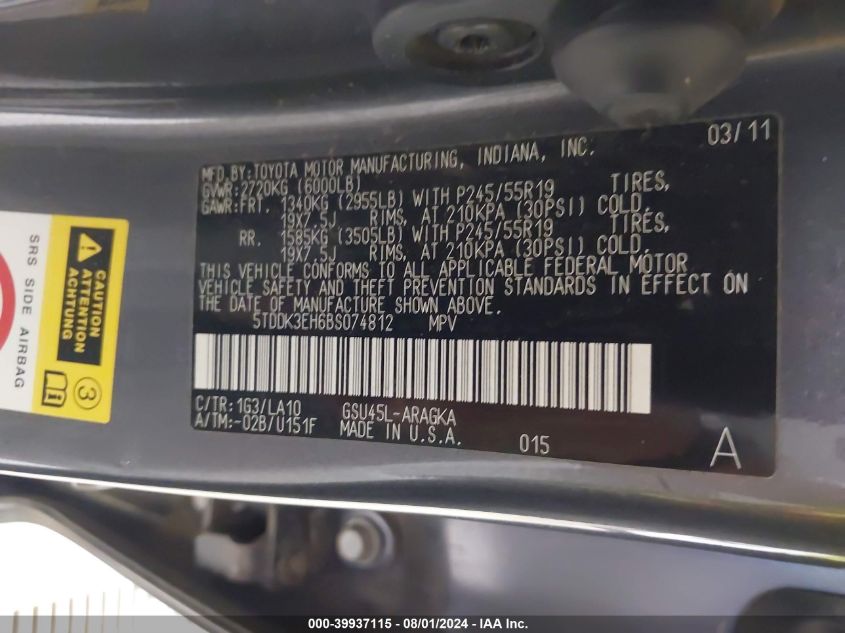 03/11
MFD.BY:TOYOTA MOTOR MANUFACTURING, INDIANA, INC.
GVWR:2720KG (6000LB)
GAWR:FRT. 1340KG (2955LB) WITH P245/55R19 TIRES,
19X7.5J RIMS, AT 210KPA (30PSI) COLD.
RR. 1585KG (3505LB) WITH P245/55R19 TIRES,
19X7.5J RIMS, AT 210KPA (30PSI) COLD.
THIS VEHICLE CONFORMS TO ALL APPLICABLE FEDERAL MOTOR
VEHICLE SAFETY AND THEFT PREVENTION STANDARDS IN EFFECT ON
THE DATE OF MANUFACTURE SHOWN ABOVE.
5TDDK3EH6BS074812 MPV
C/TR:1G3/LA10 GSU45L-ARAGKA
A/TM:-02B/U151F MADE IN U.S.A. 015 A
SRS SIDE AIRBAG
CAUTION
ATTENTION
ACHTUNG
3
000-39937115 - 08/01/2024 - IAA Inc.